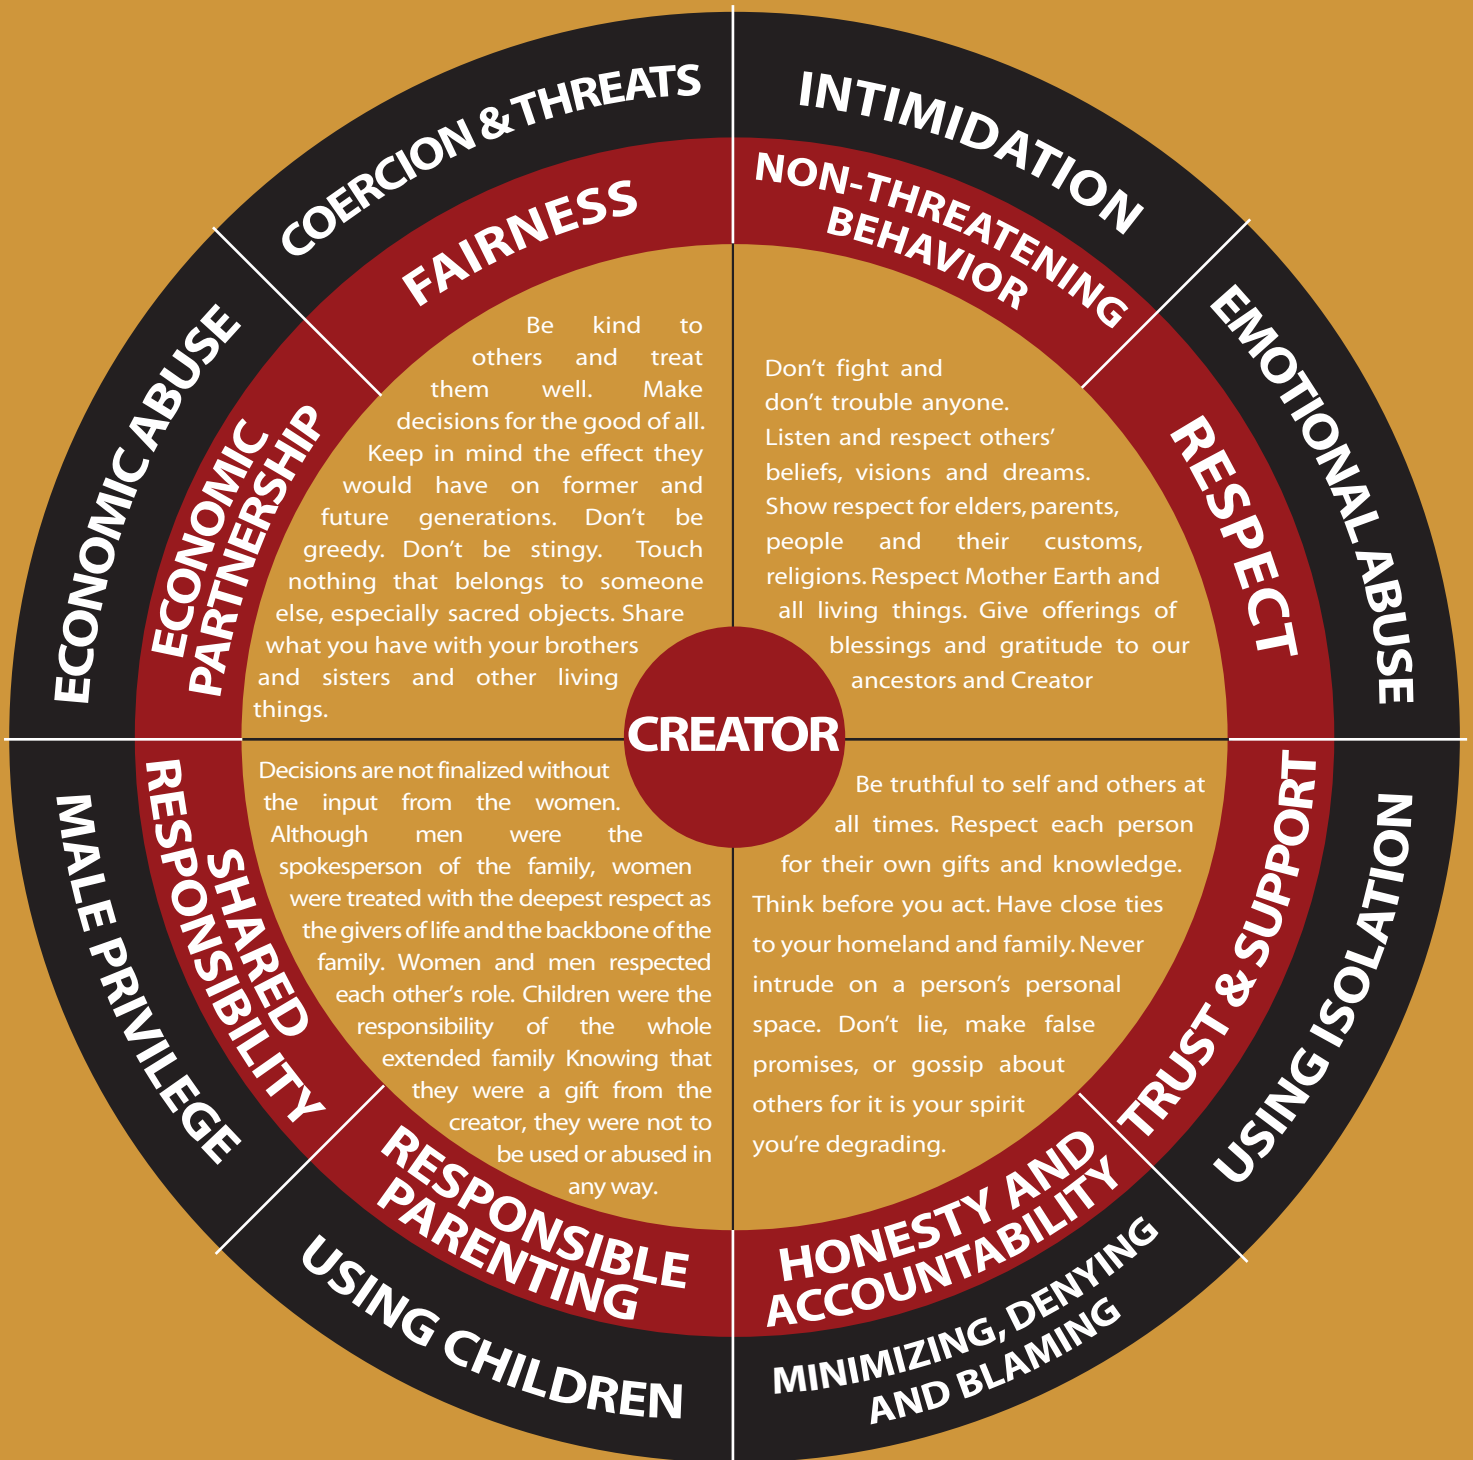 COERCION & THREATS
INTIMIDATION
EMOTIONAL ABUSE
USING ISOLATION
MINIMIZING, DENYING
AND BLAMING
USING CHILDREN
MALE PRIVILEGE
ECONOMIC ABUSE
FAIRNESS
NON-THREATENING
BEHAVIOR
RESPECT
TRUST & SUPPORT
HONESTY AND
ACCOUNTABILITY
RESPONSIBLE
PARENTING
SHARED
RESPONSIBILITY
ECONOMIC
PARTNERSHIP
Be kind to
others and treat
them well. Make
decisions for the good of all.
Keep in mind the effect they
would have on former and
future generations. Don't be
greedy. Don't be stingy. Touch
nothing that belongs to someone
else, especially sacred objects. Share
what you have with your brothers
and sisters and other living
things.
Don't fight and
don't trouble anyone.
Listen and respect others'
beliefs, visions and dreams.
Show respect for elders, parents,
people and their customs,
religions. Respect Mother Earth and
all living things. Give offerings of
blessings and gratitude to our
ancestors and Creator
CREATOR
Decisions are not finalized without
the input from the women.
Although men were the
spokesperson of the family, women
were treated with the deepest respect as
the givers of life and the backbone of the
family. Women and men respected
each other's role. Children were the
responsibility of the whole
extended family Knowing that
they were a gift from the
creator, they were not to
be used or abused in
any way.
Be truthful to self and others at
all times. Respect each person
for their own gifts and knowledge.
Think before you act. Have close ties
to your homeland and family. Never
intrude on a person's personal
space. Don't lie, make false
promises, or gossip about
others for it is your spirit
you're degrading.